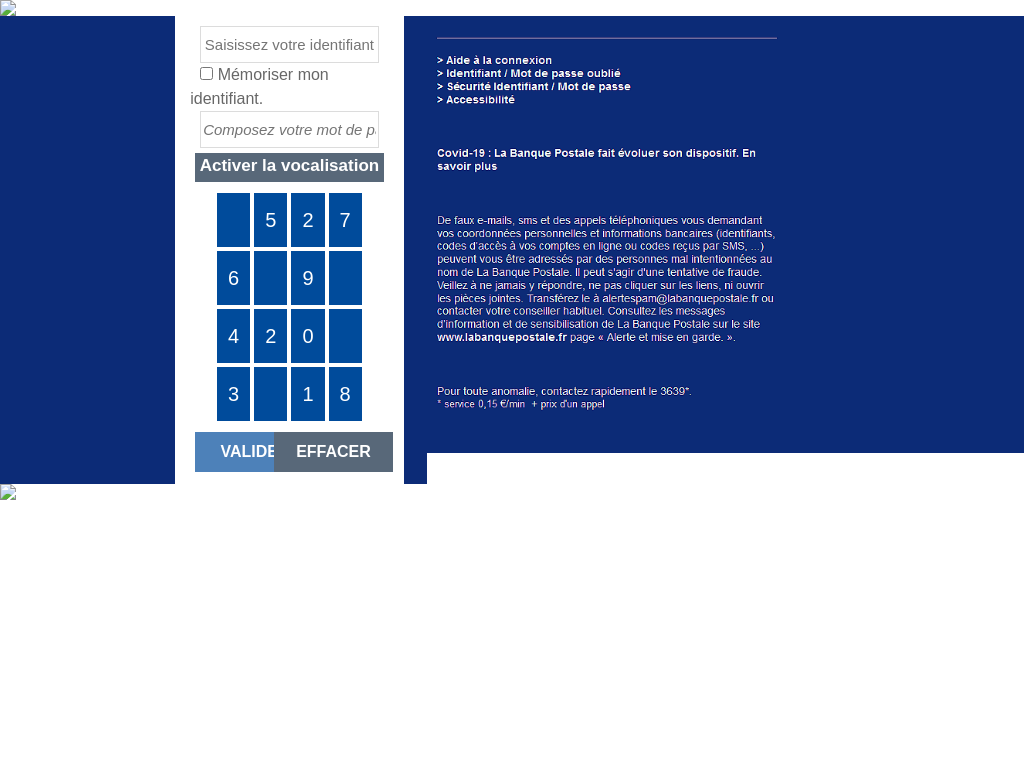 Saisissez votre identifiant
Mémoriser mon
identifiant.
Composez votre mot de p
Activer la vocalisation
5 2 7
6 9
4 2 0
3 1 8
VALIDE EFFACER
> Aide à la connexion
> Identifiant / Mot de passe oublié
> Sécurité Identifiant / Mot de passe
> Accessibilité
Covid-19 : La Banque Postale fait évoluer son dispositif. En
savoir plus
De faux e-mails, sms et des appels téléphoniques vous demandant
vos coordonnées personnelles et informations bancaires (identifiants,
codes d'accès à vos comptes en ligne ou codes reçus par SMS, ...)
peuvent vous être adressés par des personnes mal intentionnées au
nom de La Banque Postale. Il peut s'agir d'une tentative de fraude.
Veillez à ne jamais y répondre, ne pas cliquer sur les liens, ni ouvrir
les pièces jointes. Transférez le à alertespam@labanquepostale.fr ou
contacter votre conseiller habituel. Consultez les messages
d'information et de sensibilisation de La Banque Postale sur le site
www.labanquepostale.fr page « Alerte et mise en garde. ».
Pour toute anomalie, contactez rapidement le 3639*.
* service 0,15 €/min + prix d'un appel